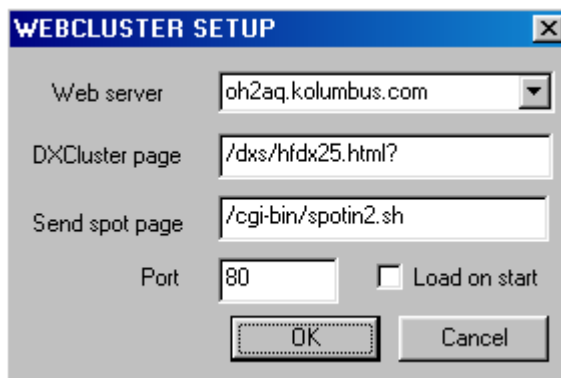 WEBCLUSTER SETUP
Web server oh2aq.kolumbus.com
DXCluster page /dxs/hfdx25.html?
Send spot page /cgi-bin/spotin2.sh
Port 80 Load on start
OK Cancel